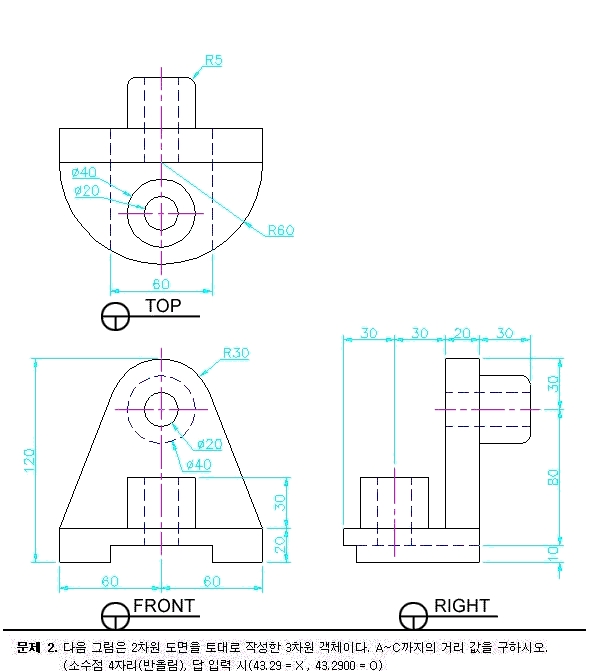 R5
ø40
ø20
R60
60
TOP
R30
120
ø20
ø40
30
20
60
60
FRONT
30
30
20
30
30
80
10
RIGHT
문제 2. 다음 그림은 2차원 도면을 토대로 작성한 3차원 객체이다. A~C까지의 거리 값을 구하시오.
(소수점 4자리(반올림), 답 입력 시(43.29 = X, 43.2900 = O)